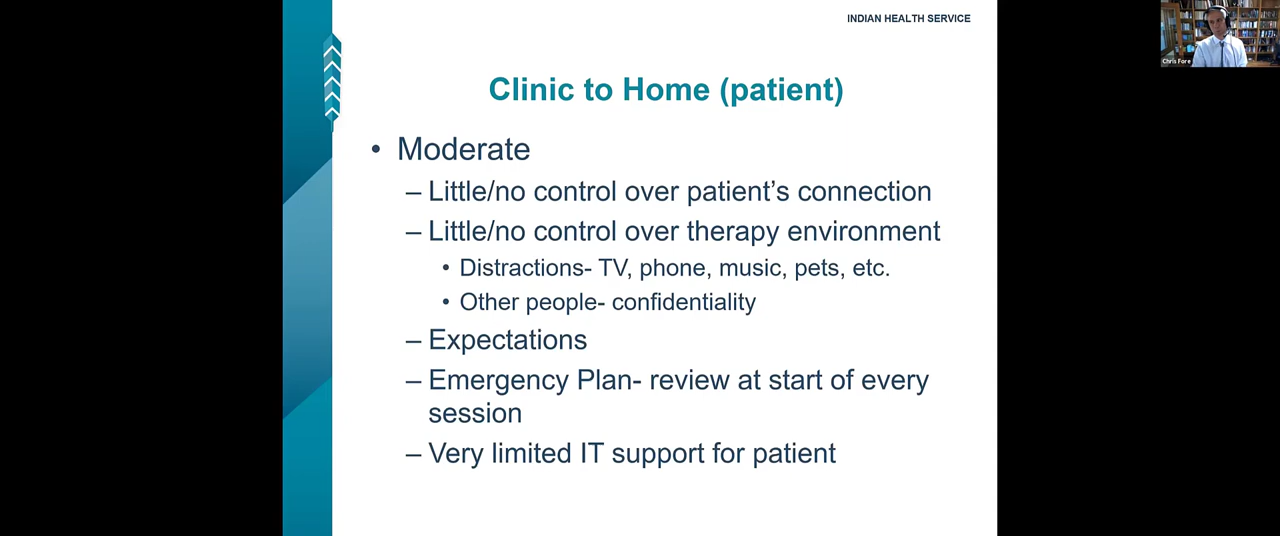 INDIAN HEALTH SERVICE
Chris Fore
Clinic to Home (patient)
• Moderate
– Little/no control over patient’s connection
– Little/no control over therapy environment
• Distractions- TV, phone, music, pets, etc.
• Other people- confidentiality
– Expectations
– Emergency Plan- review at start of every
session
– Very limited IT support for patient